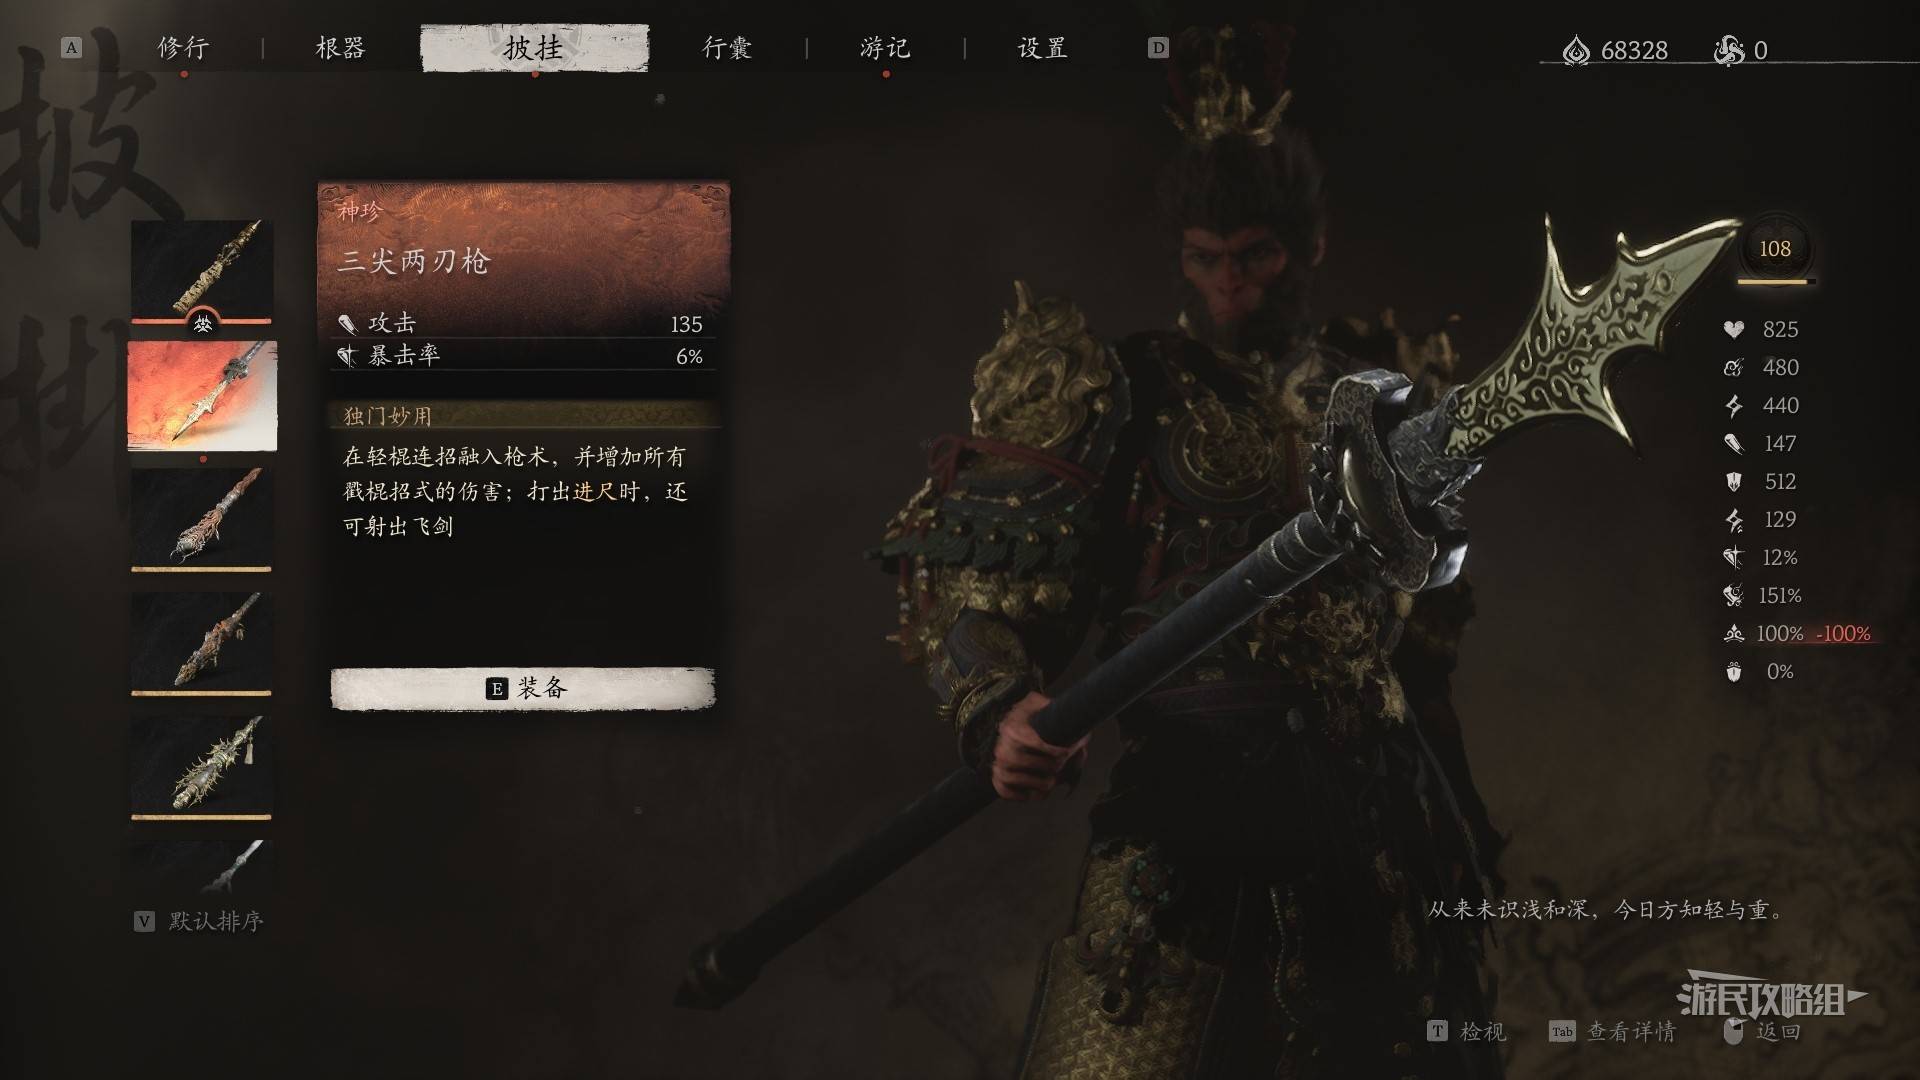 A 修行 根器 披挂 行囊 游记 设置 D
68328 0
披挂
神珍
三尖两刃枪
攻击 135
暴击率 6%
独门妙用
在轻棍连招融入枪术，并增加所有
戳棍招式的伤害；打出进尺时，还
可射出飞剑
E 装备
V 默认排序
108
825
480
440
147
512
129
12%
151%
100% -100%
0%
从来未识浅和深，今日方知轻与重。
游民攻略组
T 检视 Tab 查看详情 返回